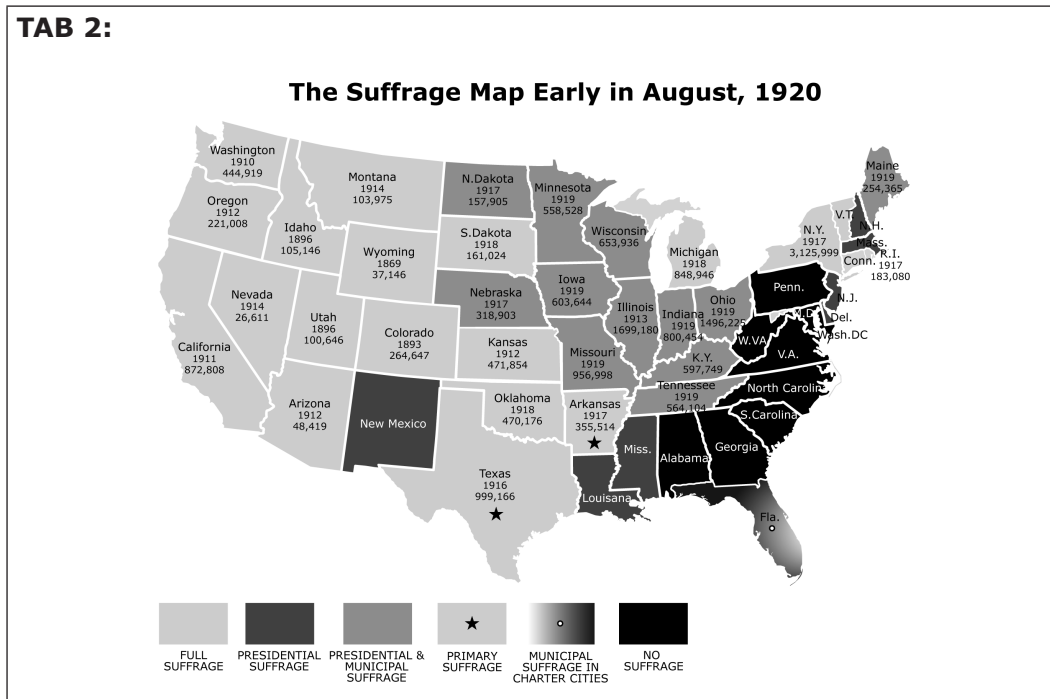 TAB 2:
The Suffrage Map Early in August, 1920
Washington
1910
444,919
Oregon
1912
221,008
Idaho
1896
105,146
Montana
1914
103,975
Wyoming
1869
37,146
Nevada
1914
26,611
Utah
1896
100,646
California
1911
872,808
Colorado
1893
264,647
Arizona
1912
48,419
New Mexico
N.Dakota
1917
157,905
S.Dakota
1918
161,024
Nebraska
1917
318,903
Kansas
1912
471,854
Oklahoma
1918
470,176
Texas
1916
999,166
Minnesota
1919
558,528
Iowa
1919
603,644
Missouri
1919
956,998
Arkansas
1917
355,514
Louisana
Wisconsin
653,936
Illinois
1913
1699,180
Michigan
1918
848,946
Indiana
1919
800,454
Ohio
1919
1496,225
K.Y.
597,749
Tennessee
1919
564,104
Miss.
Alabama
Georgia
Fla.
S.Carolina
North Carolin
V.A.
W.VA
Penn.
Wash.DC
Del.
N.J.
N.Y.
1917
3,125,999
Conn.
R.I.
1917
183,080
Mass.
V.T.
N.H.
Maine
1919
254,365
FULL
SUFFRAGE
PRESIDENTIAL
SUFFRAGE
PRESIDENTIAL &
MUNICIPAL
SUFFRAGE
PRIMARY
SUFFRAGE
MUNICIPAL
SUFFRAGE IN
CHARTER CITIES
NO
SUFFRAGE